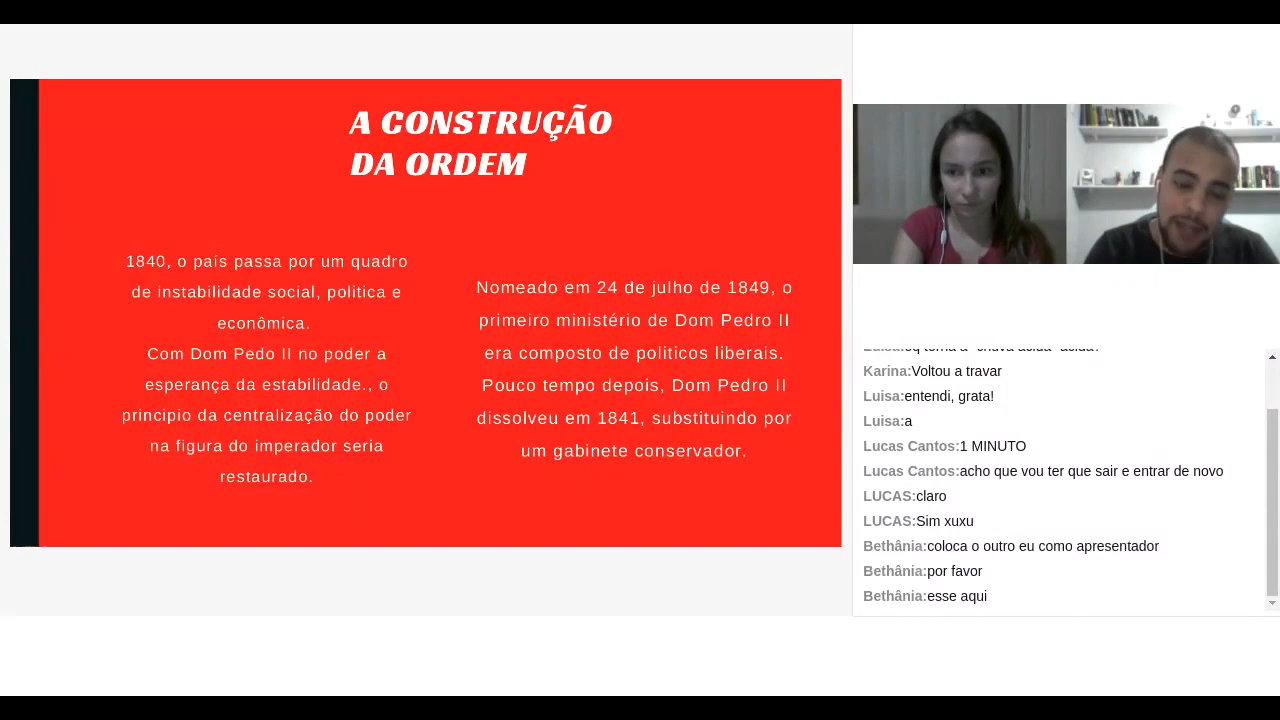 A CONSTRUÇÃO
DA ORDEM
1840, o país passa por um quadro
de instabilidade social, politica e
econômica.
Com Dom Pedo II no poder a
esperança da estabilidade., o
principio da centralização do poder
na figura do imperador seria
restaurado.
Nomeado em 24 de julho de 1849, o
primeiro ministério de Dom Pedro II
era composto de politicos liberais.
Pouco tempo depois, Dom Pedro II
dissolveu em 1841, substituindo por
um gabinete conservador.
Karina:Voltou a travar
Luisa:entendi, grata!
Luisa:a
Lucas Cantos:1 MINUTO
Lucas Cantos:acho que vou ter que sair e entrar de novo
LUCAS:claro
LUCAS:Sim xuxu
Bethânia:coloca o outro eu como apresentador
Bethânia:por favor
Bethânia:esse aqui